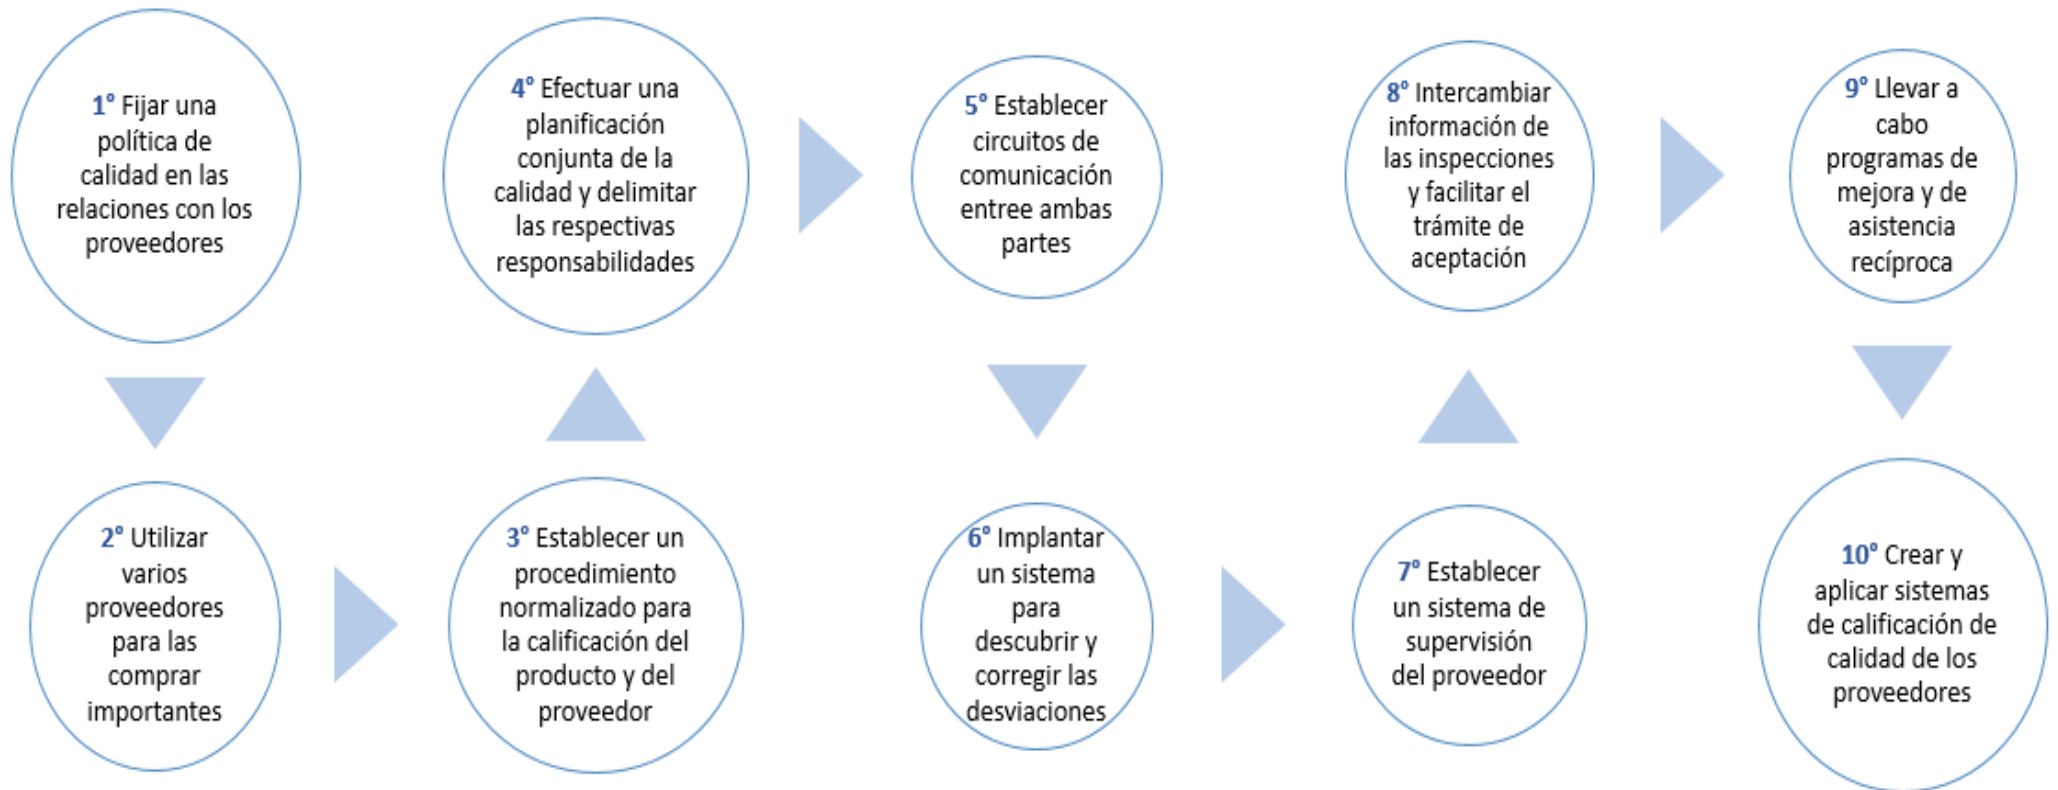 1° Fijar una
política de
calidad en las
relaciones con los
proveedores
2° Utilizar
varios
proveedores
para las
comprar
importantes
3° Establecer un
procedimiento
normalizado para
la calificación del
producto y del
proveedor
4° Efectuar una
planificación
conjunta de la
calidad y delimitar
las respectivas
responsabilidades
5° Establecer
circuitos de
comunicación
entree ambas
partes
6° Implantar
un sistema
para
descubrir y
corregir las
desviaciones
7° Establecer
un sistema de
supervisión
del proveedor
8° Intercambiar
información de
las inspecciones
y facilitar el
trámite de
aceptación
9° Llevar a
cabo
programas de
mejora y de
asistencia
recíproca
10° Crear y
aplicar sistemas
de calificación de
calidad de los
proveedores